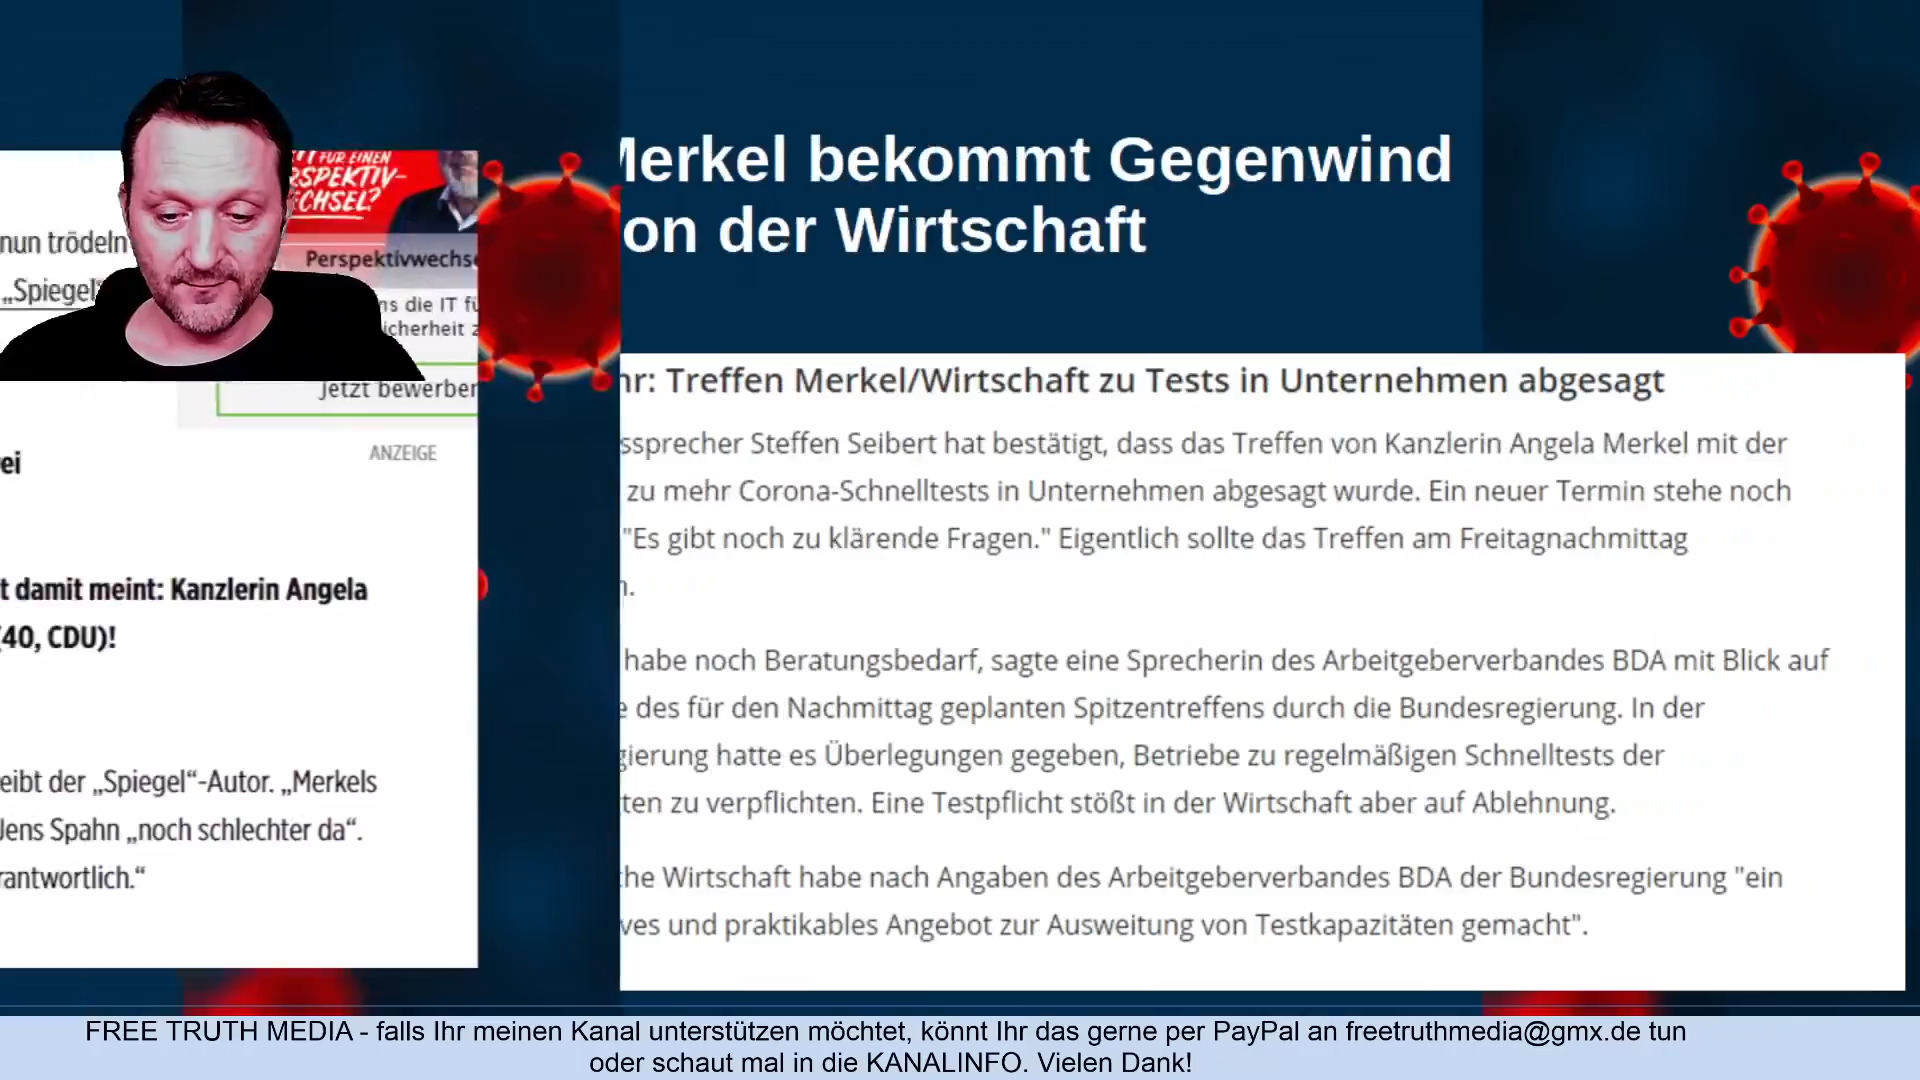 Merkel bekommt Gegenwind
on der Wirtschaft
FÜR EINEN
CHSEL?
nun trödeln
„Spiegel“
Perspektivwechse
ns die IT fü
icherheit z
Jetzt bewerben
ANZEIGE
ei
t damit meint: Kanzlerin Angela
(40, CDU)!
eibt der „Spiegel“-Autor. „Merkels
Jens Spahn „noch schlechter da“.
rantwortlich.“
hr: Treffen Merkel/Wirtschaft zu Tests in Unternehmen abgesagt
ssprecher Steffen Seibert hat bestätigt, dass das Treffen von Kanzlerin Angela Merkel mit der
zu mehr Corona-Schnelltests in Unternehmen abgesagt wurde. Ein neuer Termin stehe noch
"Es gibt noch zu klärende Fragen." Eigentlich sollte das Treffen am Freitagnachmittag
n.
habe noch Beratungsbedarf, sagte eine Sprecherin des Arbeitgeberverbandes BDA mit Blick auf
e des für den Nachmittag geplanten Spitzentreffens durch die Bundesregierung. In der
gierung hatte es Überlegungen gegeben, Betriebe zu regelmäßigen Schnelltests der
ten zu verpflichten. Eine Testpflicht stößt in der Wirtschaft aber auf Ablehnung.
che Wirtschaft habe nach Angaben des Arbeitgeberverbandes BDA der Bundesregierung "ein
ves und praktikables Angebot zur Ausweitung von Testkapazitäten gemacht".
FREE TRUTH MEDIA - falls Ihr meinen Kanal unterstützen möchtet, könnt Ihr das gerne per PayPal an freetruthmedia@gmx.de tun
oder schaut mal in die KANALINFO. Vielen Dank!